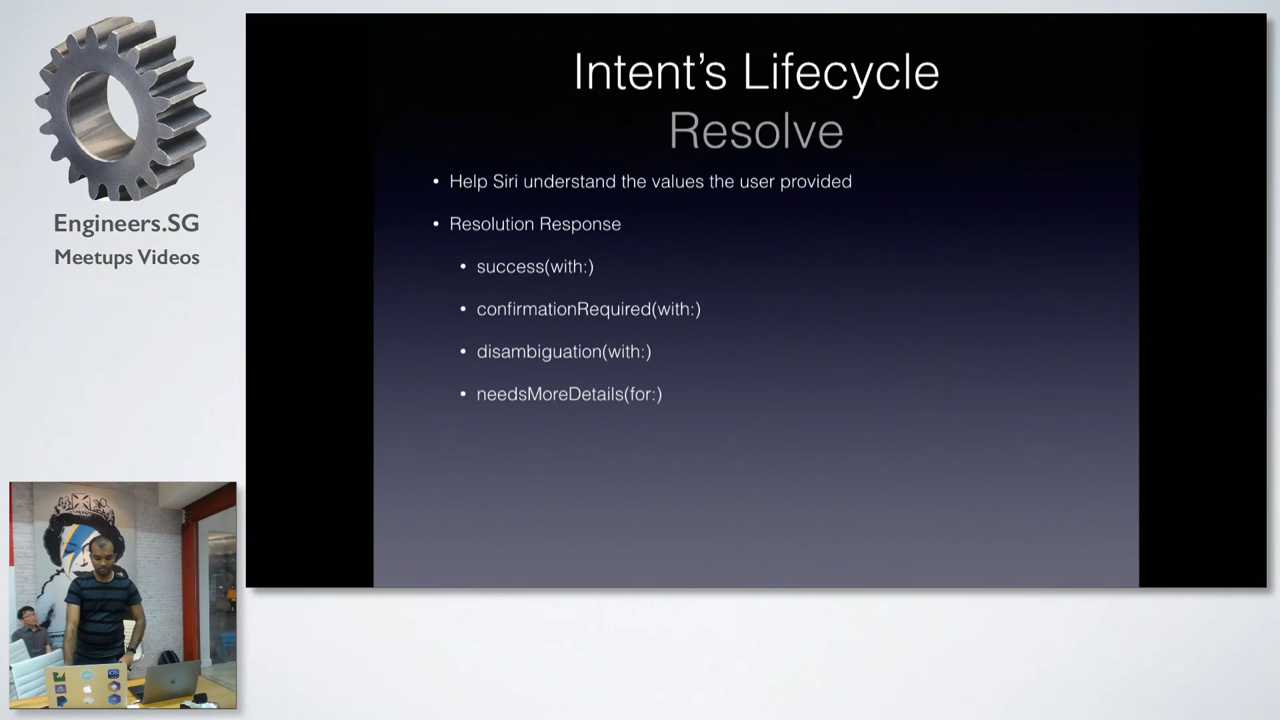 Engineers.SG
Meetups Videos
Intent's Lifecycle
Resolve
• Help Siri understand the values the user provided
• Resolution Response
• success(with:)
• confirmationRequired(with:)
• disambiguation(with:)
• needsMoreDetails(for:)
iOS